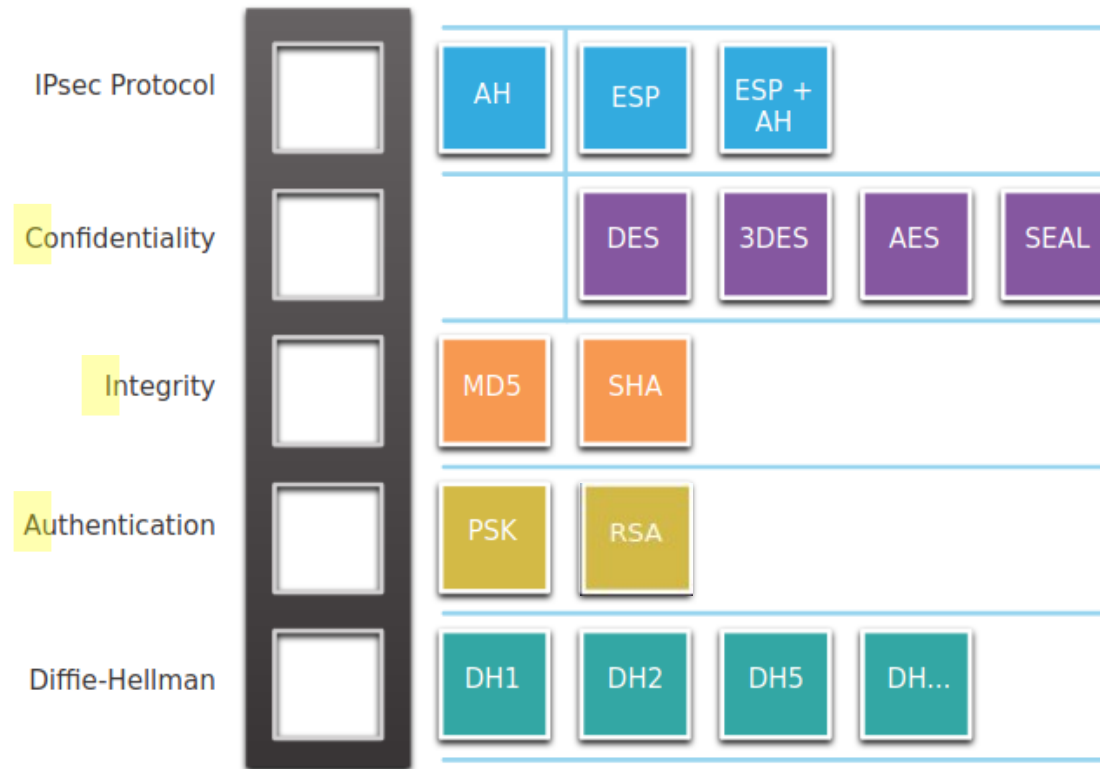 IPsec Protocol
AH
ESP
ESP +
AH
Confidentiality
DES
3DES
AES
SEAL
Integrity
MD5
SHA
Authentication
PSK
RSA
Diffie-Hellman
DH1
DH2
DH5
DH...